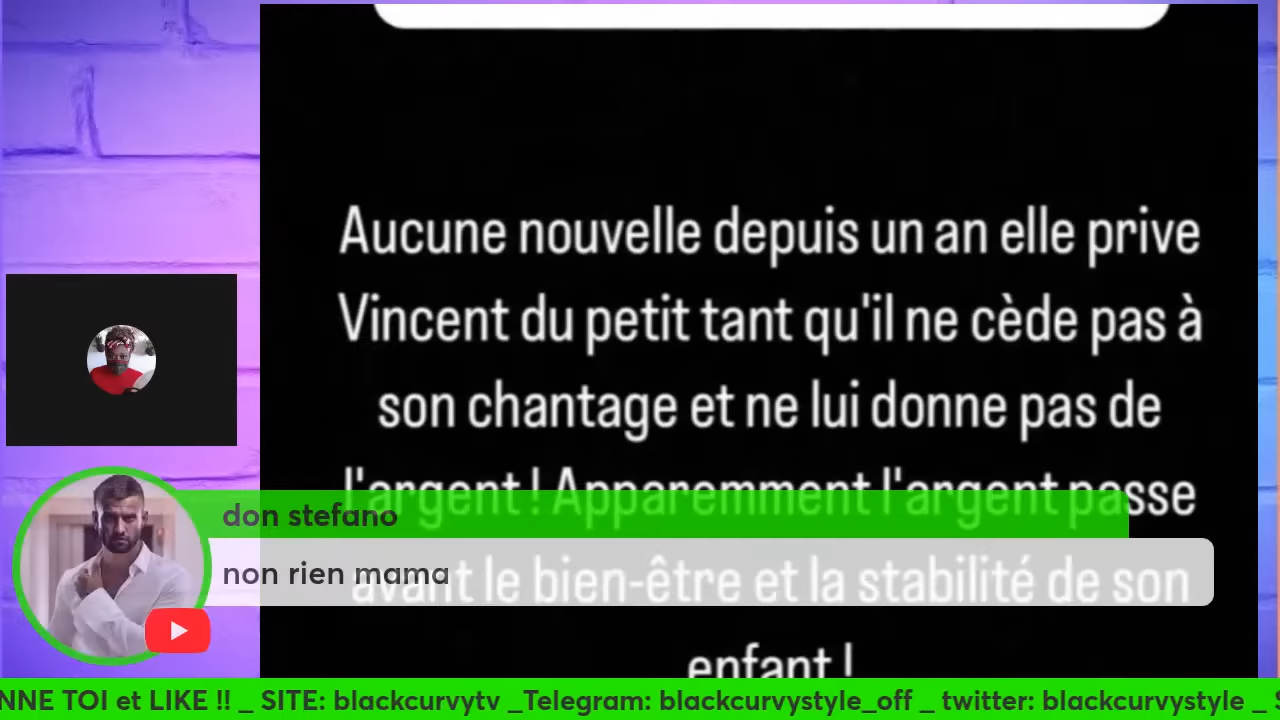 Aucune nouvelle depuis un an elle prive
Vincent du petit tant qu'il ne cède pas à
son chantage et ne lui donne pas de
l'argent ! Apparemment l'argent passe
don stefano
non rien mama
avant le bien-être et la stabilité de son
enfant !
NNE TOI et LIKE !! _ SITE: blackcurvytv _Telegram: blackcurvystyle_off _ twitter: blackcurvystyle _ S